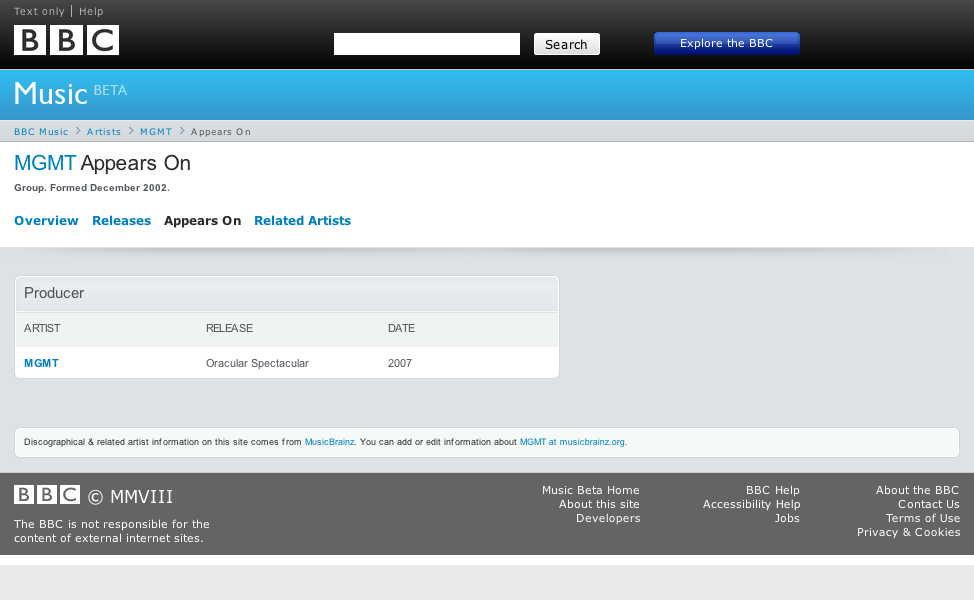 Text only | Help
BBC
Search
Explore the BBC
Music BETA
BBC Music > Artists > MGMT > Appears On
MGMT Appears On
Group. Formed December 2002.
Overview Releases Appears On Related Artists
Producer
ARTIST RELEASE DATE
MGMT Oracular Spectacular 2007
Discographical & related artist information on this site comes from MusicBrainz. You can add or edit information about MGMT at musicbrainz.org.
BBC © MMVIII
The BBC is not responsible for the
content of external internet sites.
Music Beta Home
About this site
Developers
BBC Help
Accessibility Help
Jobs
About the BBC
Contact Us
Terms of Use
Privacy & Cookies